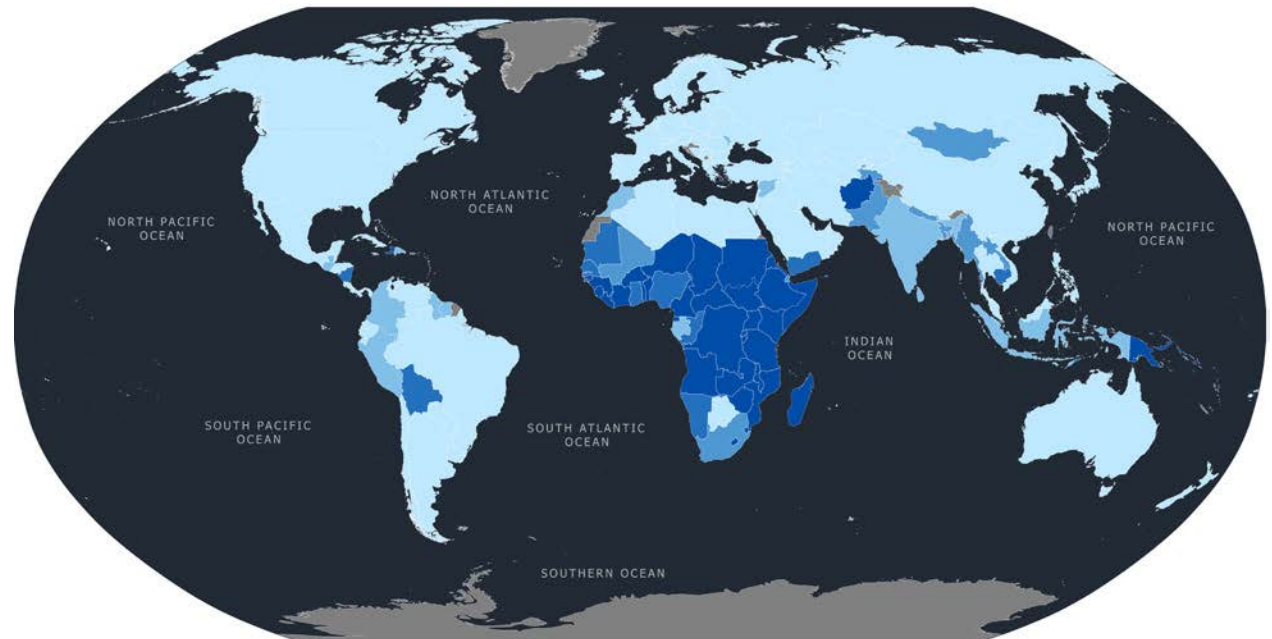 NORTH ATLANTIC
OCEAN
NORTH PACIFIC
OCEAN
NORTH PACIFIC
OCEAN
INDIAN
OCEAN
SOUTH PACIFIC
OCEAN
SOUTH ATLANTIC
OCEAN
SOUTHERN OCEAN